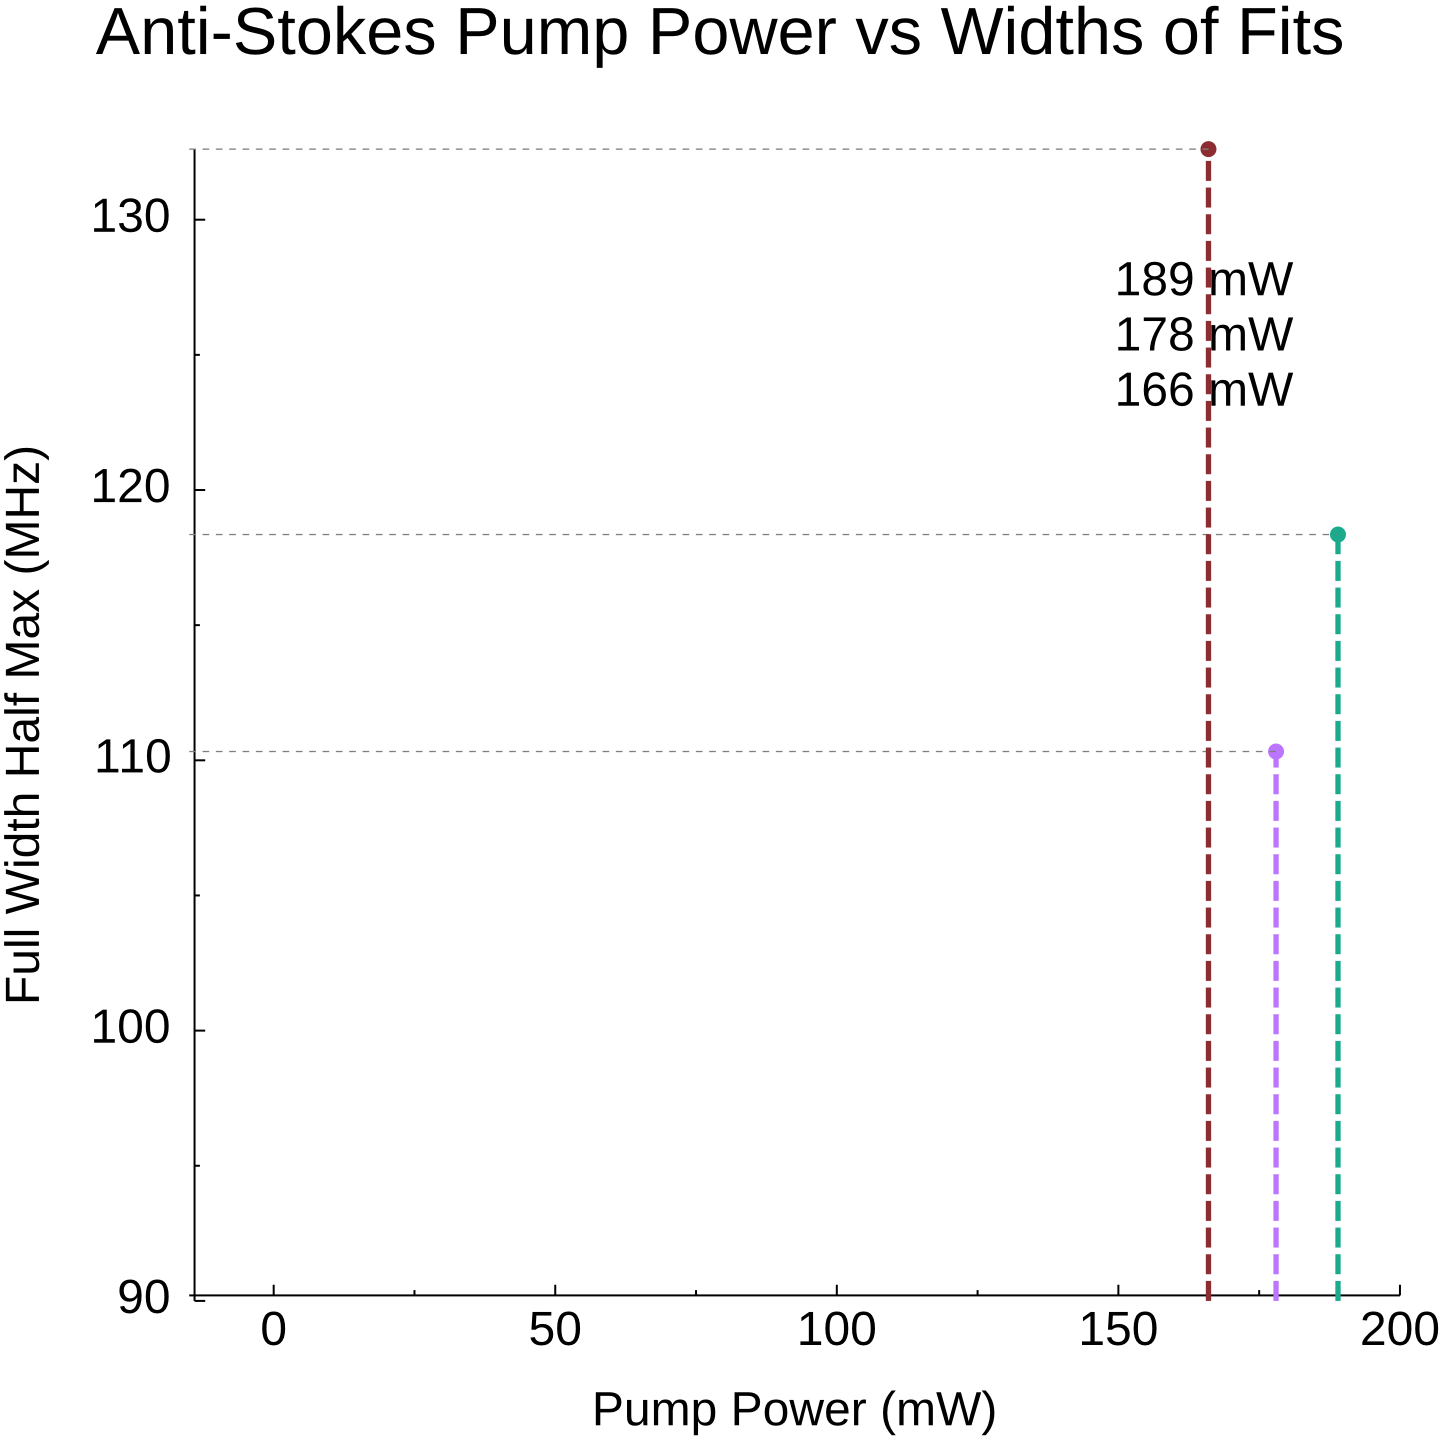 Anti-Stokes Pump Power vs Widths of Fits
130
189 mW
178 mW
166 mW
120
Full Width Half Max (MHz)
110
100
90
0 50 100 150 200
Pump Power (mW)